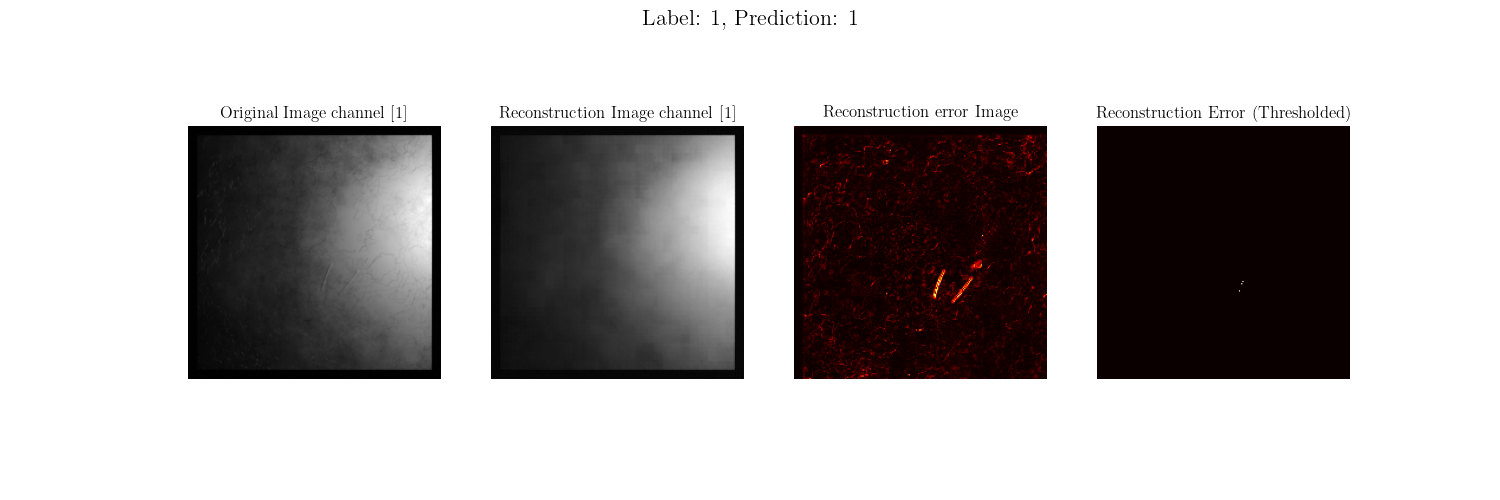 Label: 1, Prediction: 1
Original Image channel [1]
Reconstruction Image channel [1]
Reconstruction error Image
Reconstruction Error (Thresholded)